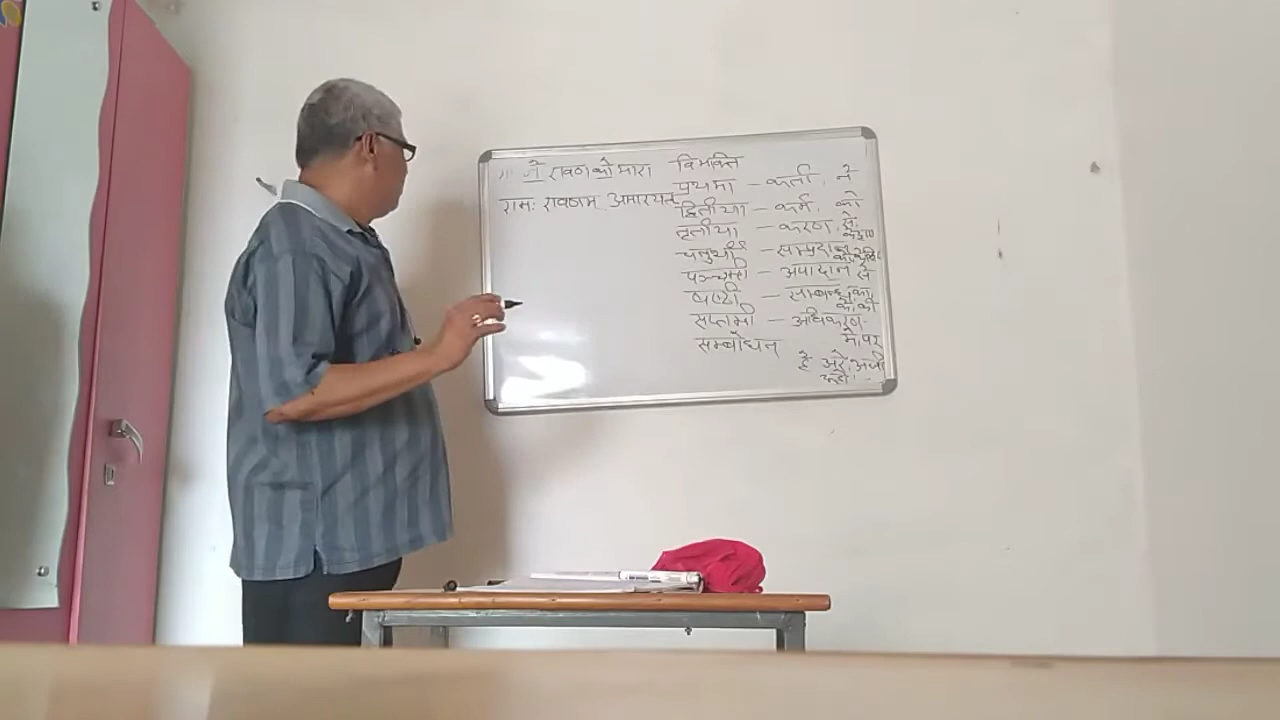 ने रावण को मारा
रामः रावणम् अमारयत्
विभक्ति
प्रथमा - कर्ता . ने
द्वितीया - कर्म . को
तृतीया - करण . से
चतुर्थी - सम्प्रदान
पञ्चमी - अपादान से
षष्ठी - सम्बन्ध का
सप्तमी - अधिकरण
में, पर
सम्बोधन
हे अरे